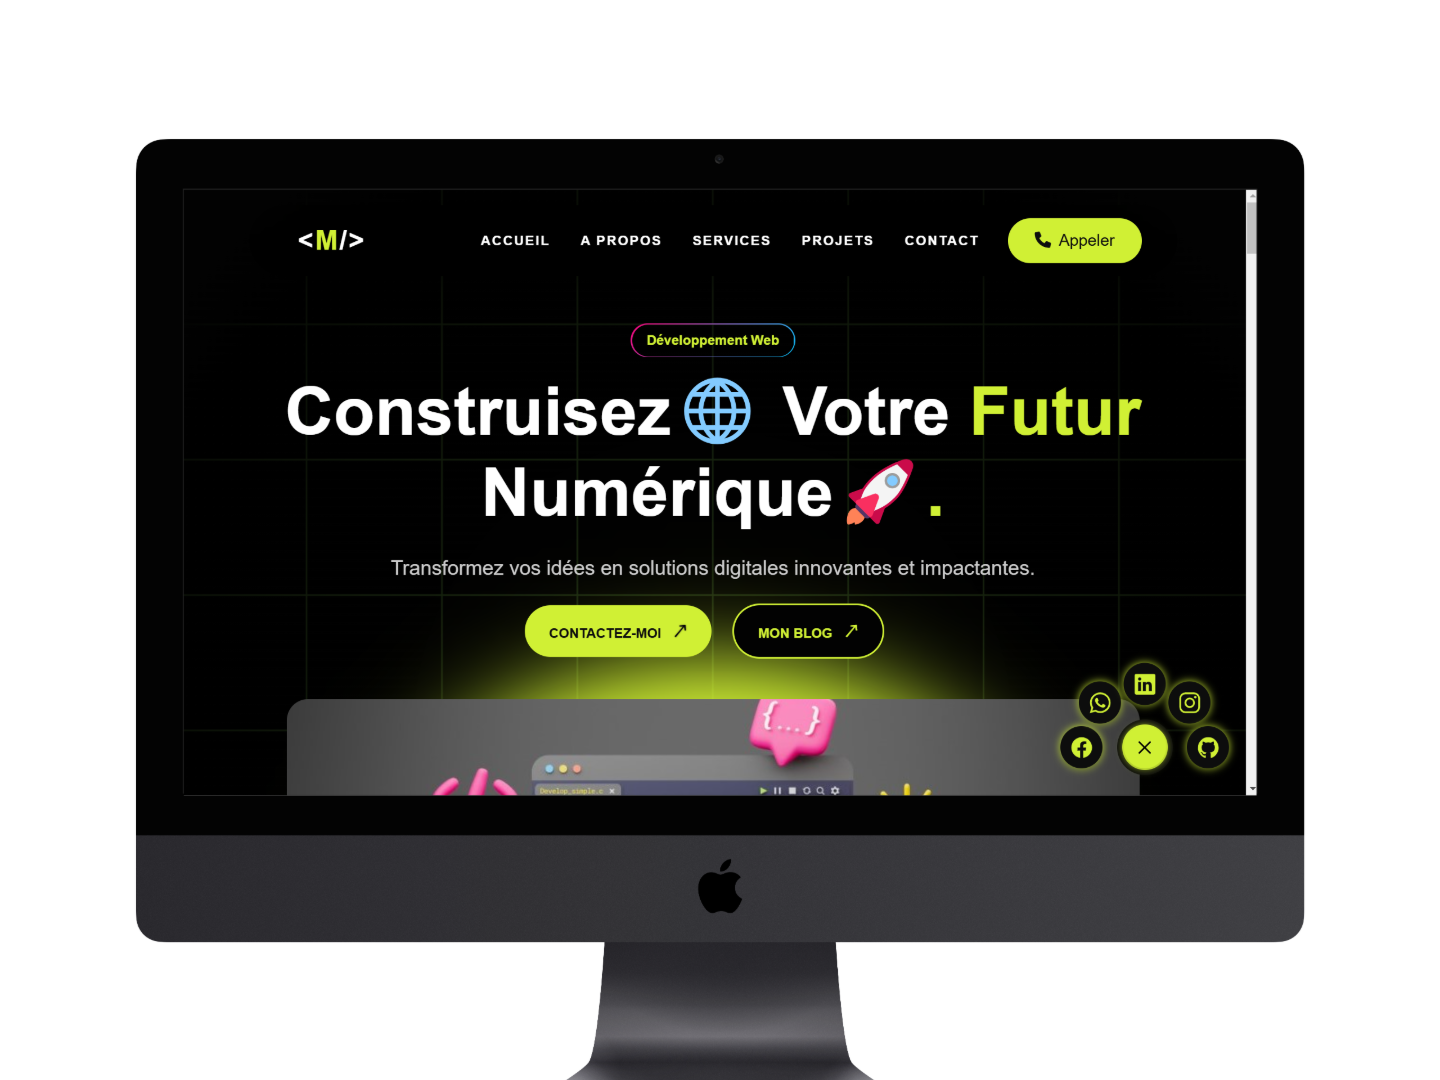 <M/>
ACCUEIL A PROPOS SERVICES PROJETS CONTACT Appeler
Développement Web
Construisez Votre Futur
Numérique .
Transformez vos idées en solutions digitales innovantes et impactantes.
CONTACTEZ-MOI MON BLOG
{...}
Develop_simple.c ×